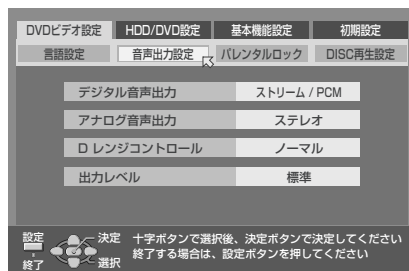 DVDビデオ設定 HDD/DVD設定 基本機能設定 初期設定
言語設定 音声出力設定 パレンタルロック DISC再生設定
デジタル音声出力 ストリーム / PCM
アナログ音声出力 ステレオ
D レンジコントロール ノーマル
出力レベル 標準
設定 決定 十字ボタンで選択後、決定ボタンで決定してください
終了 選択 終了する場合は、設定ボタンを押してください